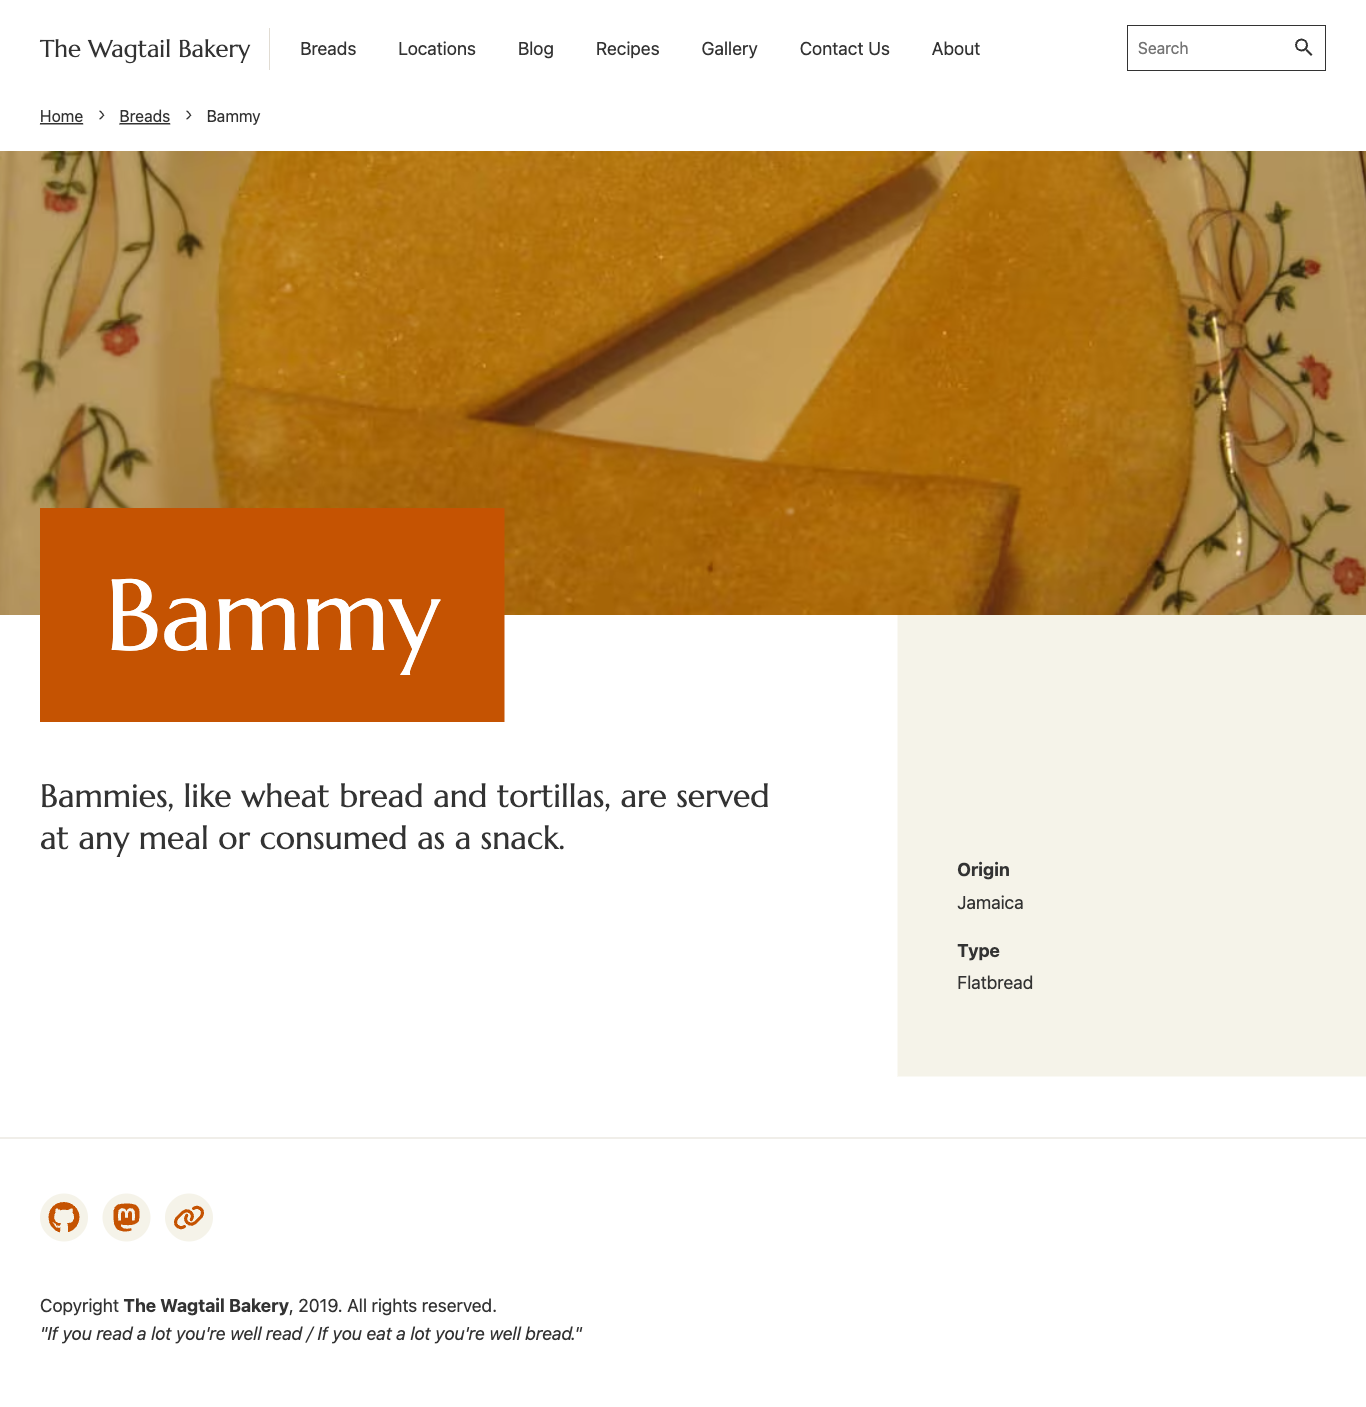 The Wagtail Bakery
Breads
Locations
Blog
Recipes
Gallery
Contact Us
About
Search
Home › Breads › Bammy
Bammy
Bammies, like wheat bread and tortillas, are served
at any meal or consumed as a snack.
Origin
Jamaica
Type
Flatbread
Copyright The Wagtail Bakery, 2019. All rights reserved.
"If you read a lot you're well read / If you eat a lot you're well bread."